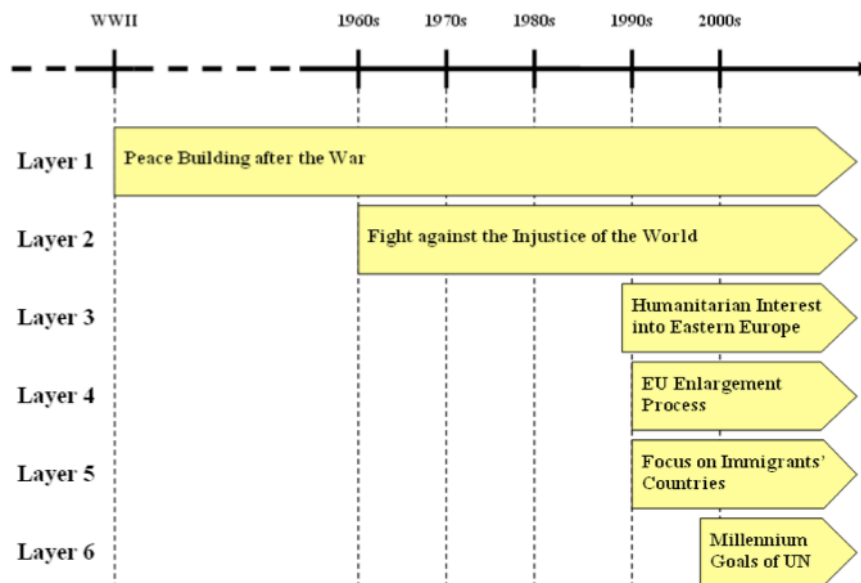 WWII 1960s 1970s 1980s 1990s 2000s
Layer 1 Peace Building after the War
Layer 2 Fight against the Injustice of the World
Layer 3 Humanitarian Interest
into Eastern Europe
Layer 4 EU Enlargement
Process
Layer 5 Focus on Immigrants’
Countries
Layer 6 Millennium
Goals of UN